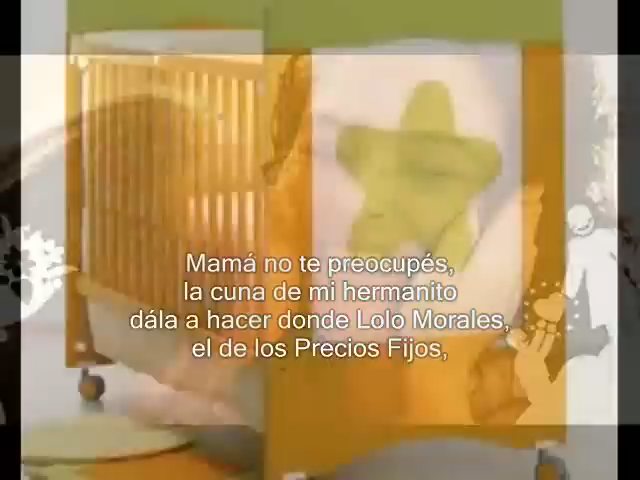 Mamá no te preocupés,
la cuna de mi hermanito
dála a hacer donde Lolo Morales,
el de los Precios Fijos,